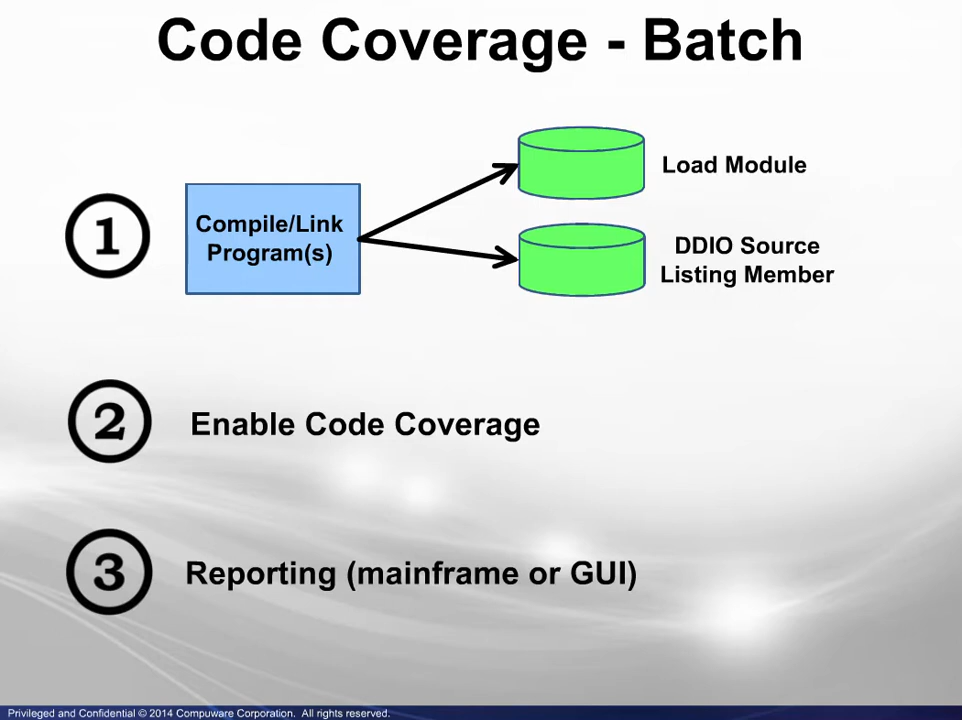 Code Coverage - Batch
1
Compile/Link
Program(s)
Load Module
DDIO Source
Listing Member
2
Enable Code Coverage
3
Reporting (mainframe or GUI)
Privileged and Confidential © 2014 Compuware Corporation. All rights reserved.